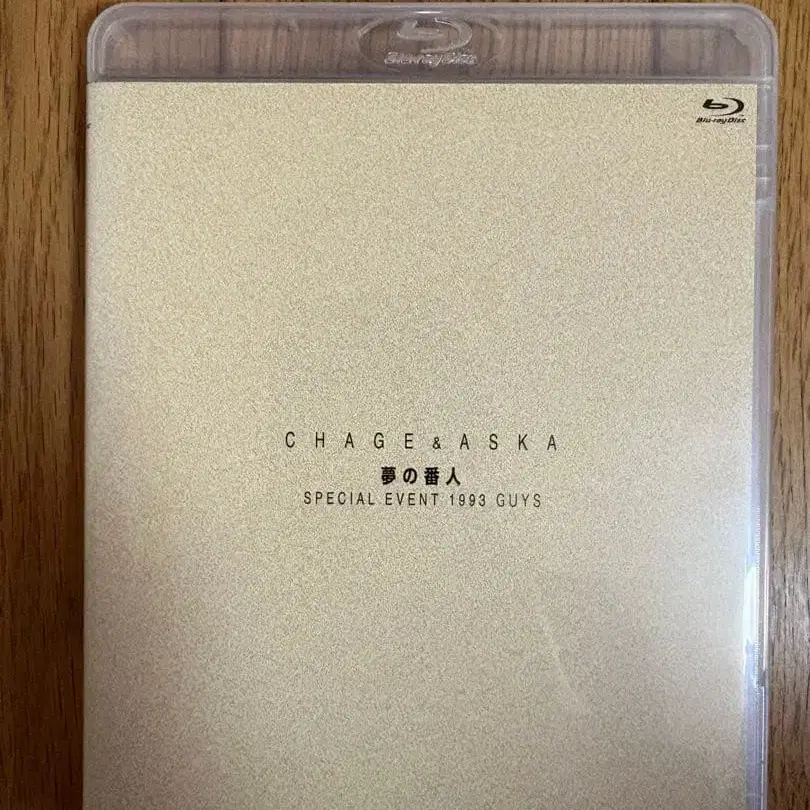 Blu-ray Disc
Blu-ray Disc
CHAGE & ASKA
夢の番人
SPECIAL EVENT 1993 GUYS